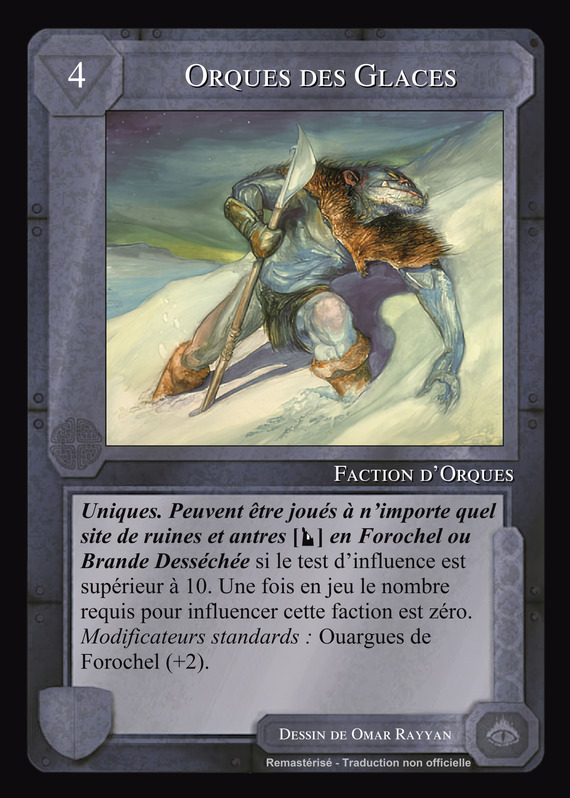 4
Orques des Glaces
Faction d'Orques
Uniques. Peuvent être joués à n'importe quel
site de ruines et antres [] en Forochel ou
Brande Desséchée si le test d'influence est
supérieur à 10. Une fois en jeu le nombre
requis pour influencer cette faction est zéro.
Modificateurs standards : Ouargues de
Forochel (+2).
Dessin de Omar Rayyan
Remastérisé - Traduction non officielle